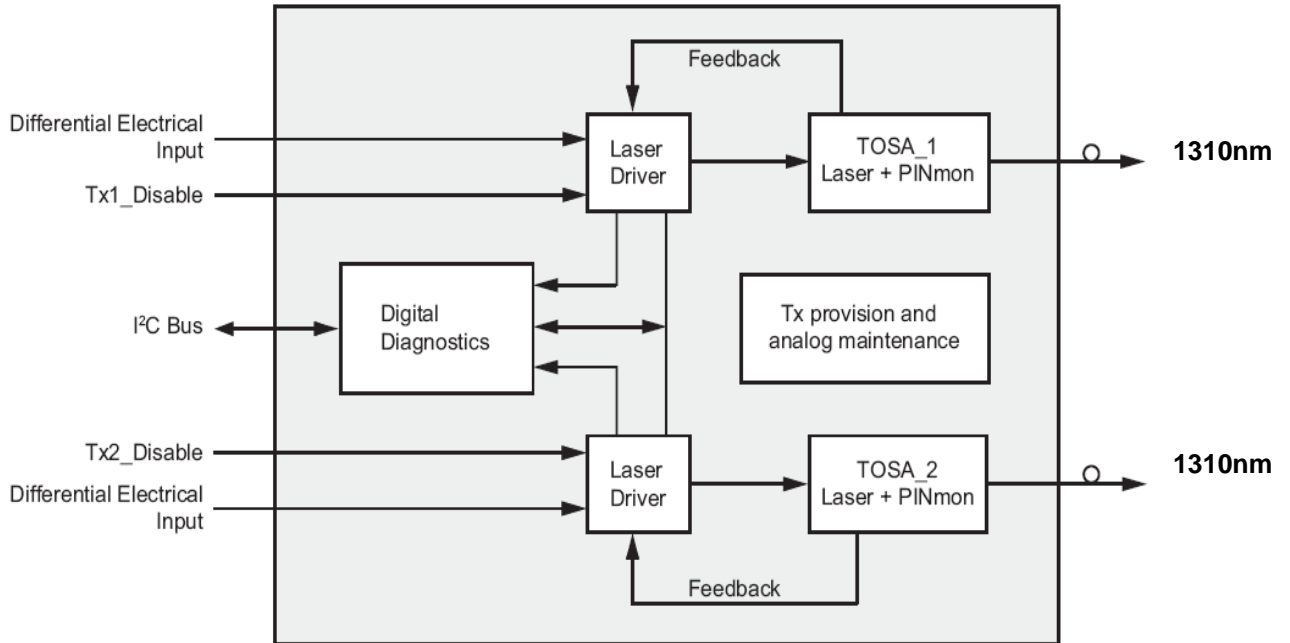 Feedback
Differential Electrical
Input
Laser
Driver
TOSA_1
Laser + PINmon
1310nm
Tx1_Disable
I²C Bus
Digital
Diagnostics
Tx provision and
analog maintenance
Tx2_Disable
Laser
Driver
TOSA_2
Laser + PINmon
1310nm
Differential Electrical
Input
Feedback